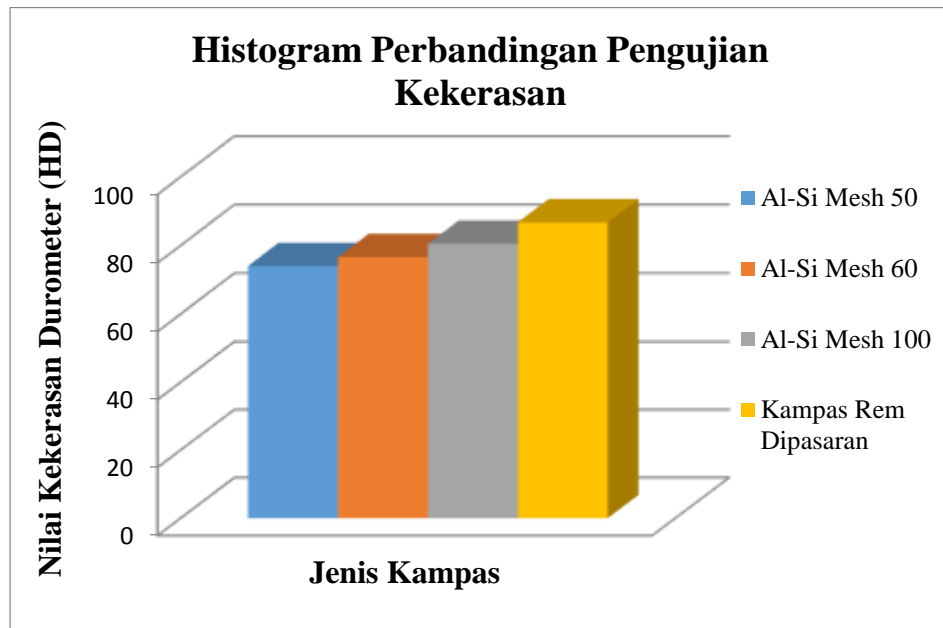 Histogram Perbandingan Pengujian
Kekerasan
Nilai Kekerasan Durometer (HD)
100
80
60
40
20
0
Jenis Kampas
Al-Si Mesh 50
Al-Si Mesh 60
Al-Si Mesh 100
Kampas Rem
Dipasaran